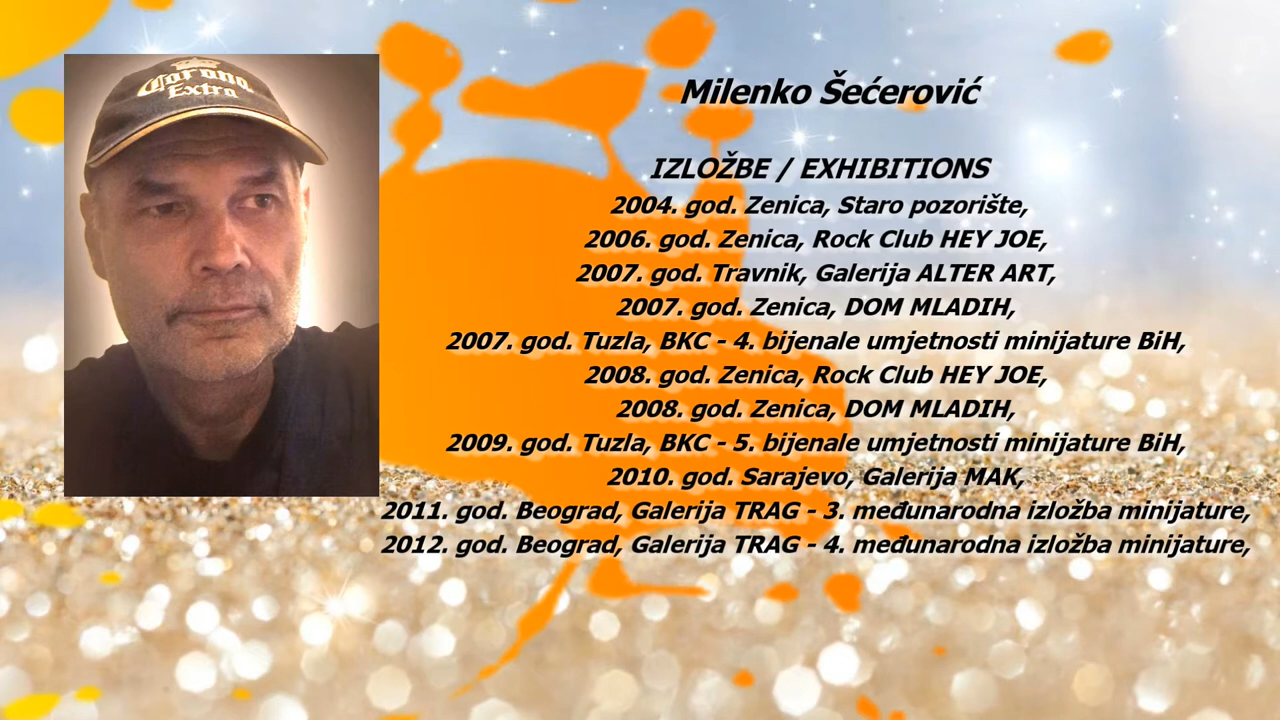 Corona
Extra
Milenko Šećerović
IZLOŽBE / EXHIBITIONS
2004. god. Zenica, Staro pozorište,
2006. god. Zenica, Rock Club HEY JOE,
2007. god. Travnik, Galerija ALTER ART,
2007. god. Zenica, DOM MLADIH,
2007. god. Tuzla, BKC - 4. bijenale umjetnosti minijature BiH,
2008. god. Zenica, Rock Club HEY JOE,
2008. god. Zenica, DOM MLADIH,
2009. god. Tuzla, BKC - 5. bijenale umjetnosti minijature BiH,
2010. god. Sarajevo, Galerija MAK,
2011. god. Beograd, Galerija TRAG - 3. međunarodna izložba minijature,
2012. god. Beograd, Galerija TRAG - 4. međunarodna izložba minijature,